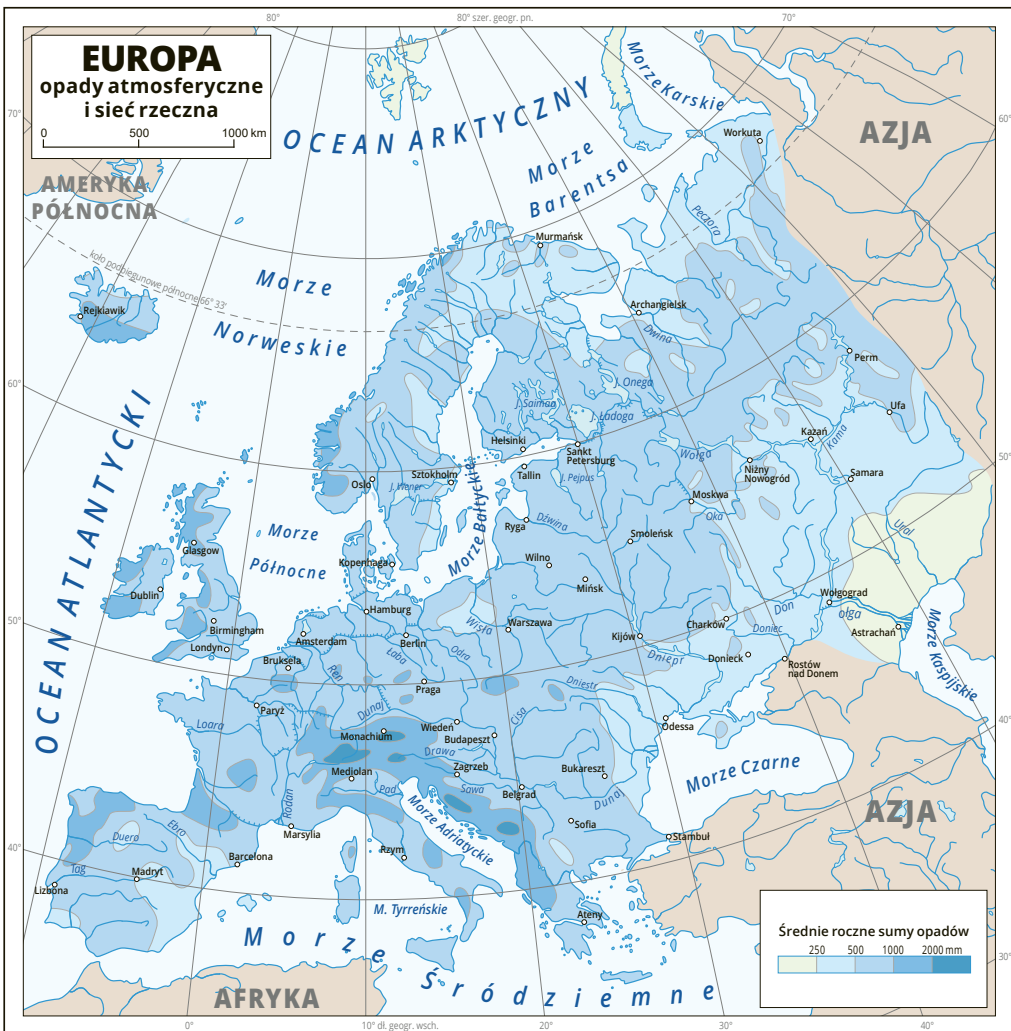 80°
80° szer. geogr. pn.
70°
EUROPA
opady atmosferyczne
i sieć rzeczna
0 500 1000 km
70°
60°
AMERYKA
PÓŁNOCNA
AZJA
OCEAN ARKTYCZNY
Morze Karskie
Morze
Barentsa
Workuta
Peczora
Murmańsk
koło podbiegunowe północne 66° 33'
Rejkiawik
Morze
Norweskie
Archangielsk
Dwina
Perm
60°
J. Onega
Ufa
J. Saimaa
J. Ładoga
Kazań
Kama
Helsinki
Sankt
Petersburg
Wołga
Niżny
Nowogród
Samara
50°
Sztokholm
Oslo
J. Wener
Tallin
J. Pejpus
Moskwa
Oka
OCEAN ATLANTYCKI
Morze
Północne
Morze Bałtyckie
Ryga
Dźwina
Smoleńsk
Ural
Glasgow
Kopenhaga
Wilno
Mińsk
Dublin
Wołgograd
olga
Hamburg
Birmingham
Amsterdam
Berlin
Wisła
Warszawa
Kijów
Charków
Don
Doniec
Astrachań
50°
Londyn
Bruksela
Łaba
Odra
Dniepr
Donieck
Rostów
nad Donem
Morze Kaspijskie
Ren
Praga
Dniestr
Paryż
Loara
Dunaj
Wiedeń
Cisa
Monachium
Budapeszt
Odessa
40°
Drawa
Mediolan
Zagrzeb
Bukareszt
Morze Czarne
Pad
Sawa
Belgrad
Dunaj
Rodan
Marsylia
Morze Adriatyckie
Sofia
Stambuł
AZJA
Duera
Ebro
40°
Rzym
Barcelona
Tag
Madryt
Lizbona
M. Tyrreńskie
Ateny
Morze
Śródziemne
Średnie roczne sumy opadów
250 500 1000 2000 mm
30°
AFRYKA
0°
10° dł. geogr. wsch.
20°
30°
40°